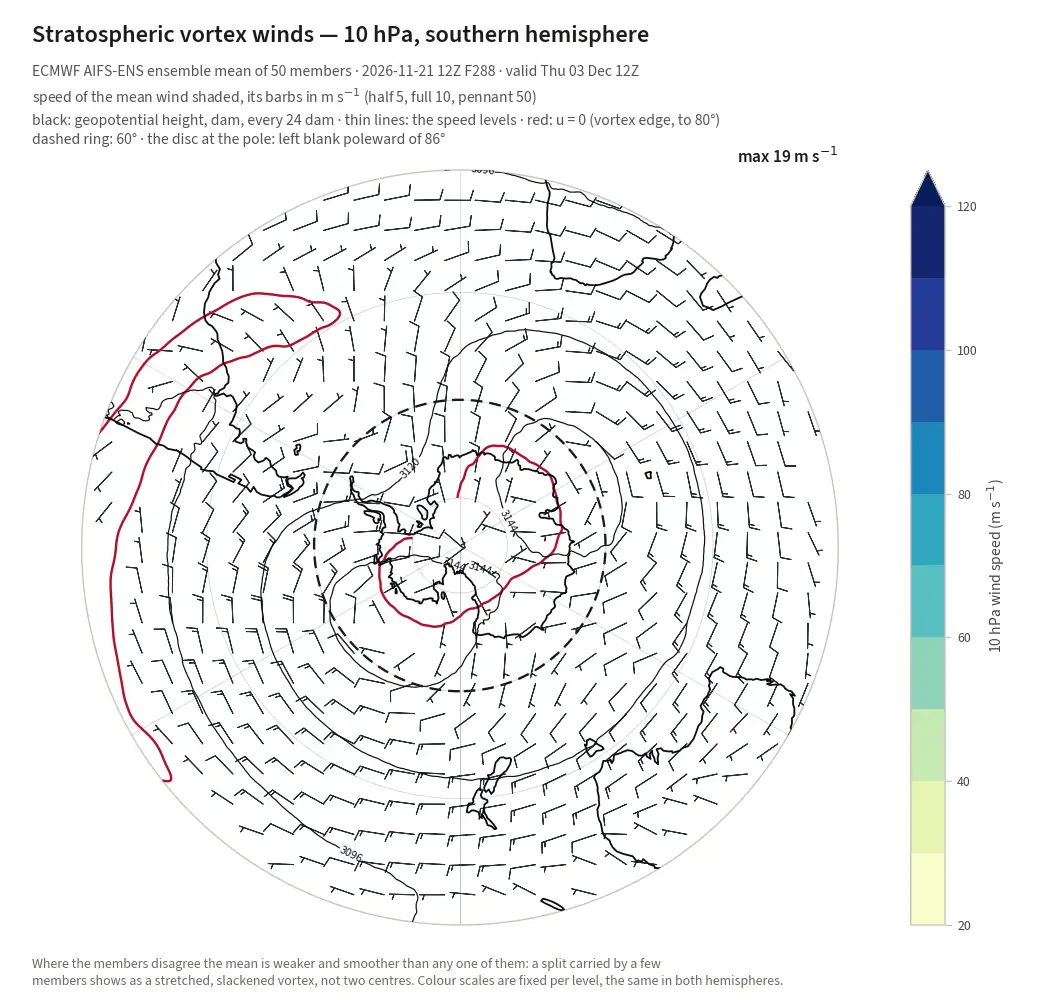 Stratospheric vortex winds — 10 hPa, southern hemisphere
ECMWF AIFS-ENS ensemble mean of 50 members · 2026-11-21 12Z F288 · valid Thu 03 Dec 12Z
speed of the mean wind shaded, its barbs in m s⁻¹ (half 5, full 10, pennant 50)
black: geopotential height, dam, every 24 dam · thin lines: the speed levels · red: u = 0 (vortex edge, to 80°)
dashed ring: 60° · the disc at the pole: left blank poleward of 86°
max 19 m s⁻¹
3096
120
100
3120
80
3144
3144
3144
60
10 hPa wind speed (m s⁻¹)
40
3096
20
Where the members disagree the mean is weaker and smoother than any one of them: a split carried by a few
members shows as a stretched, slackened vortex, not two centres. Colour scales are fixed per level, the same in both hemispheres.